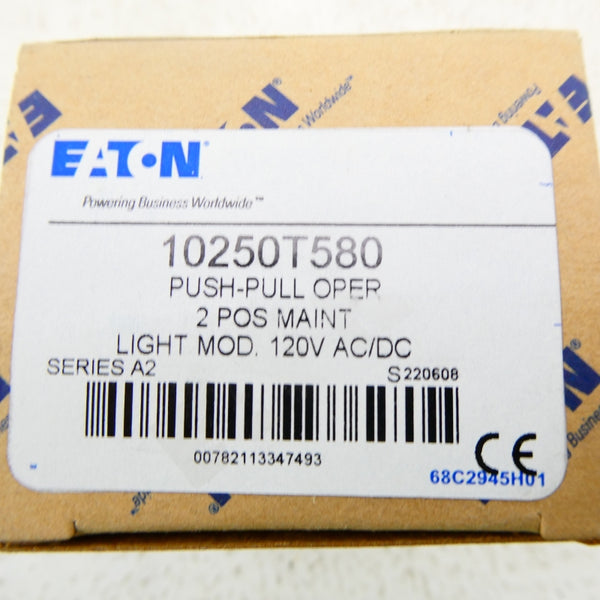 EATON
Powering Business Worldwide™
10250T580
PUSH-PULL OPER
2 POS MAINT
LIGHT MOD. 120V AC/DC
SERIES A2
S 220608
00782113347493
CE
68C2945H01